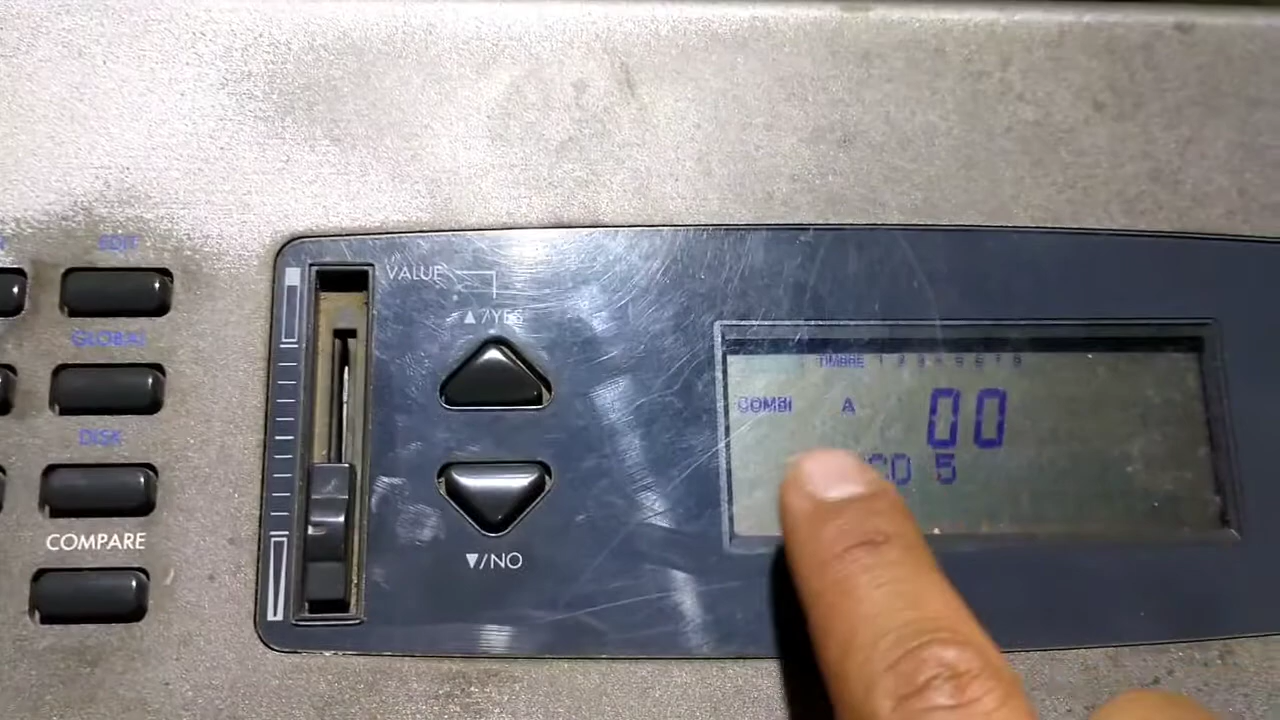 EDIT
GLOBAL
DISK
COMPARE
VALUE
▲/YES
▼/NO
TIMBRE 1 2 3 4 5 6 7 8
COMBI A 00
CD 5